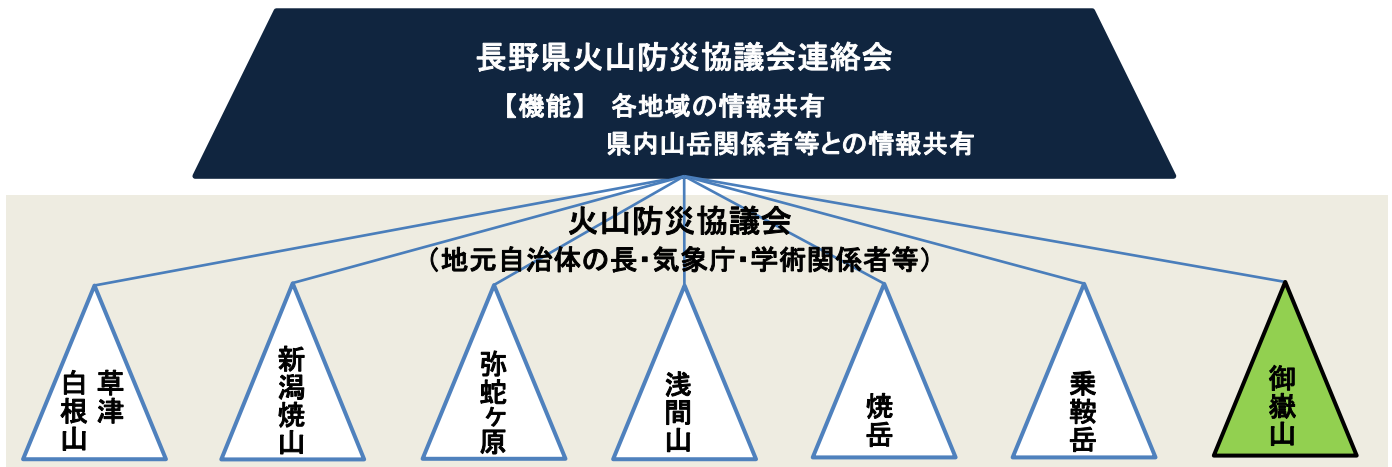 長野県火山防災協議会連絡会
【機能】 各地域の情報共有
県内山岳関係者等との情報共有
火山防災協議会
（地元自治体の長・気象庁・学術関係者等）
草津
白根山
新潟焼山
弥蛇ヶ原
浅間山
焼岳
乗鞍岳
御嶽山